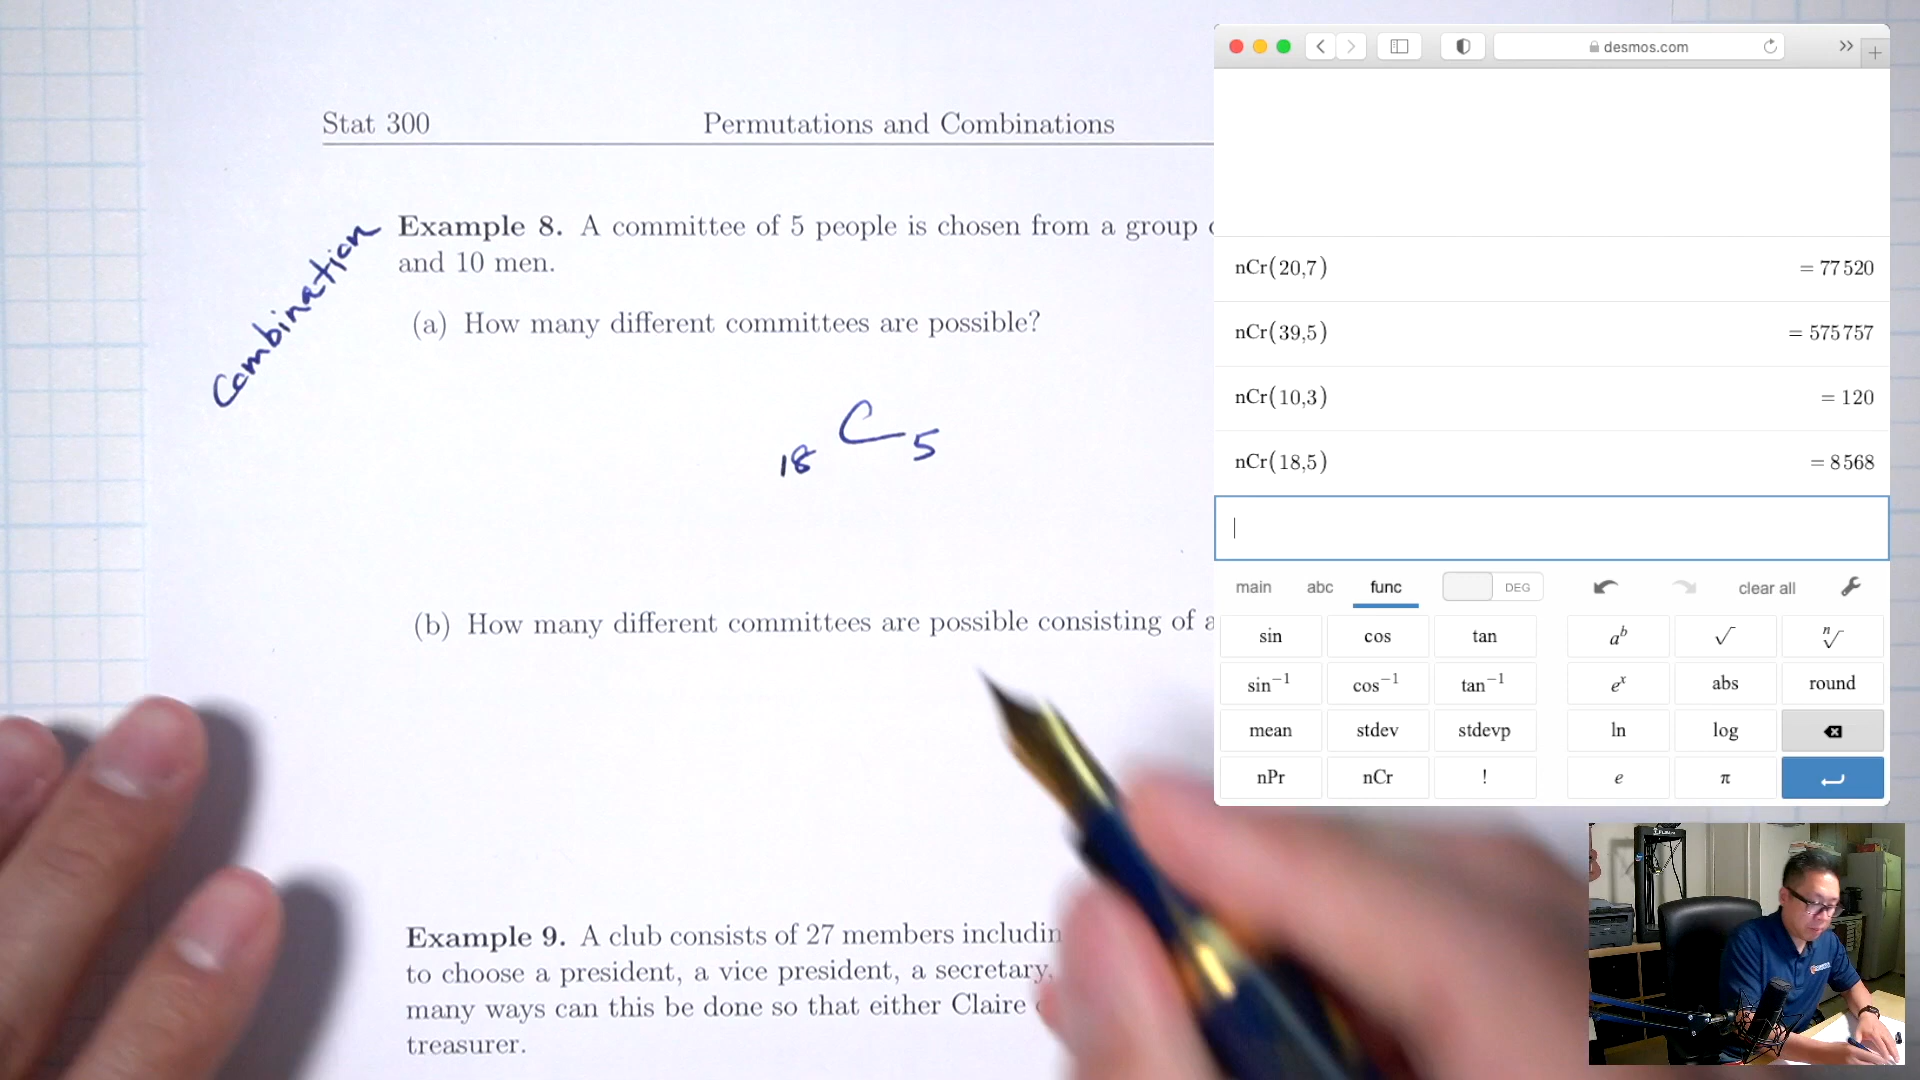 Stat 300
Permutations and Combinations
Combination
Example 8. A committee of 5 people is chosen from a group
and 10 men.
(a) How many different committees are possible?
18 C 5
(b) How many different committees are possible consisting of
Example 9. A club consists of 27 members includin
to choose a president, a vice president, a secretary,
many ways can this be done so that either Claire
treasurer.
desmos.com
nCr(20,7) = 77520
nCr(39,5) = 575757
nCr(10,3) = 120
nCr(18,5) = 8568
main abc func DEG clear all
sin cos tan a^b √ ⁿ√
sin⁻¹ cos⁻¹ tan⁻¹ eˣ abs round
mean stdev stdevp ln log
nPr nCr ! e π